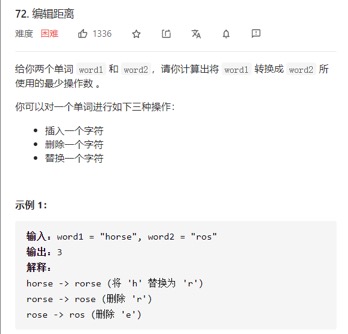 72. 编辑距离
难度 困难 1336
给你两个单词 word1 和 word2，请你计算出将 word1 转换成 word2 所
使用的最少操作数 。
你可以对一个单词进行如下三种操作：
• 插入一个字符
• 删除一个字符
• 替换一个字符
示例 1：
输入：word1 = "horse", word2 = "ros"
输出：3
解释：
horse -> rorse (将 'h' 替换为 'r')
rorse -> rose (删除 'r')
rose -> ros (删除 'e')